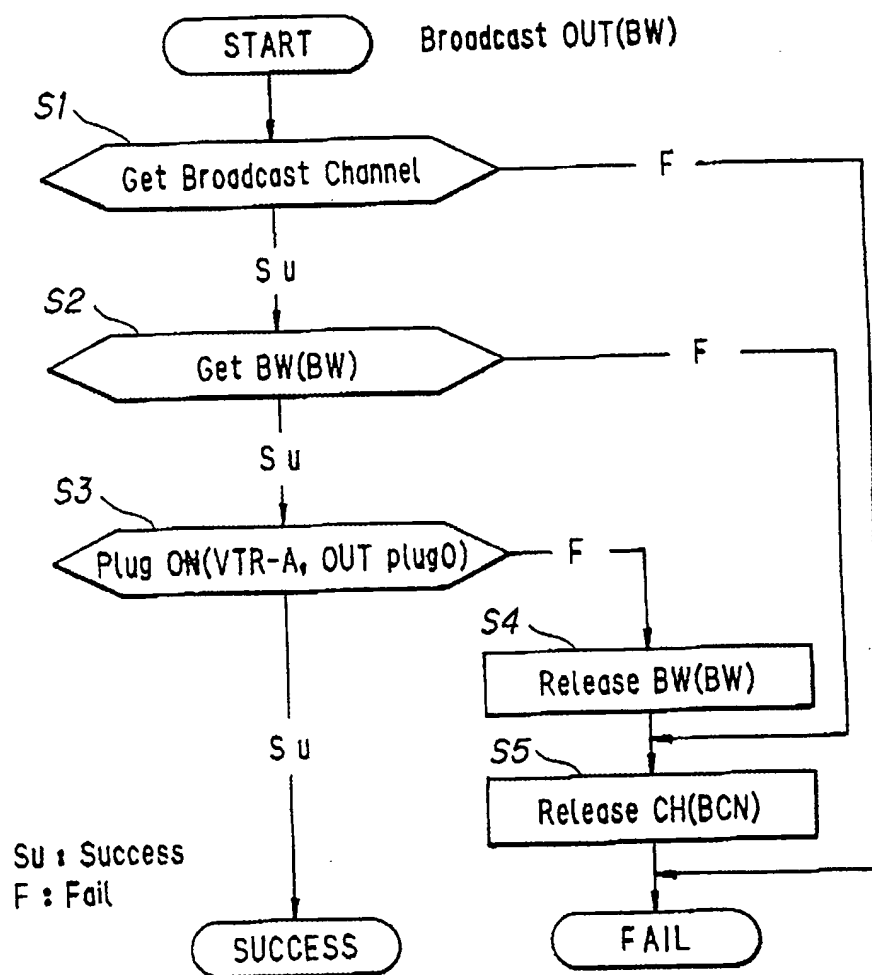 START
Broadcast OUT(BW)
S1
Get Broadcast Channel
F
Su
S2
Get BW(BW)
F
Su
S3
Plug ON(VTR-A, OUT plug0)
F
S4
Release BW(BW)
Su
S5
Release CH(BCN)
Su : Success
F : Fail
SUCCESS
FAIL